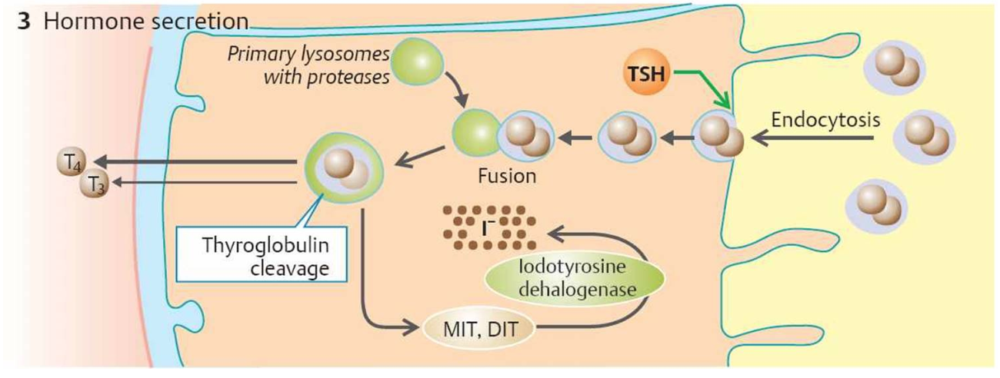 3 Hormone secretion
Primary lysosomes
with proteases
TSH
Endocytosis
T4
T3
Fusion
I⁻
Thyroglobulin
cleavage
Iodotyrosine
dehalogenase
MIT, DIT